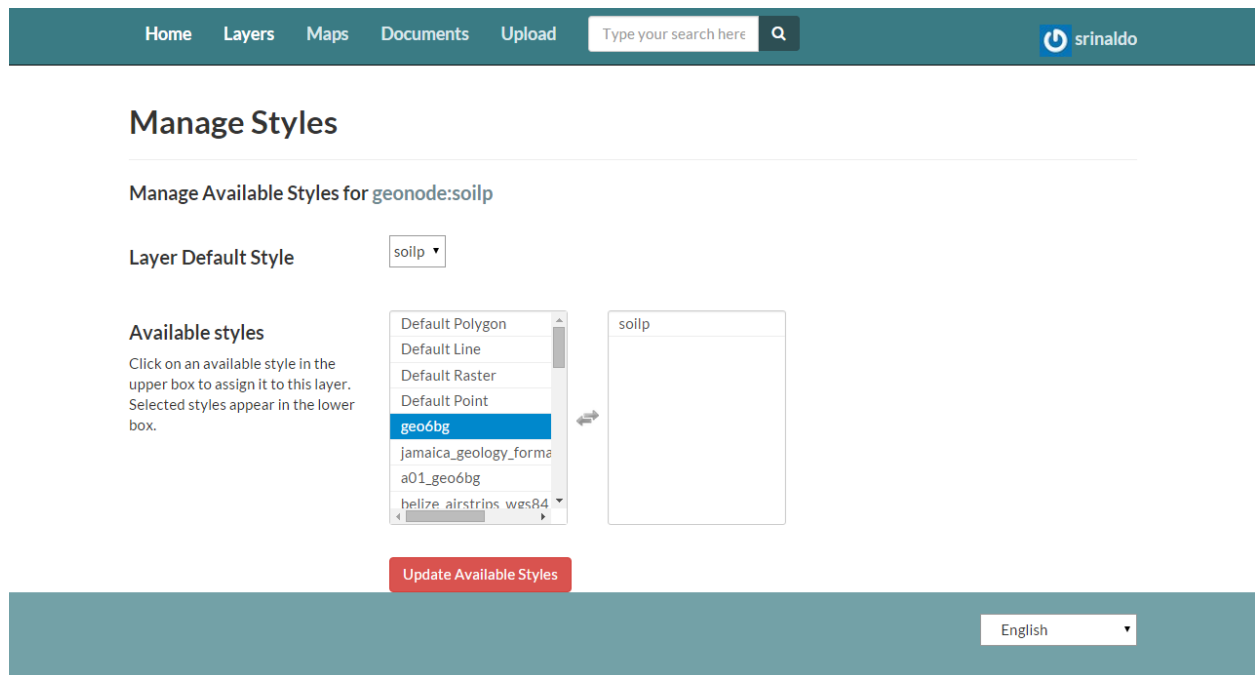 Home Layers Maps Documents Upload Type your search here srinaldo
Manage Styles
Manage Available Styles for geonode:soilp
Layer Default Style
soilp
Available styles
Click on an available style in the
upper box to assign it to this layer.
Selected styles appear in the lower
box.
Default Polygon
Default Line
Default Raster
Default Point
geo6bg
jamaica_geology_forma
a01_geo6bg
belize_airstrips_wgs84
soilp
Update Available Styles
English